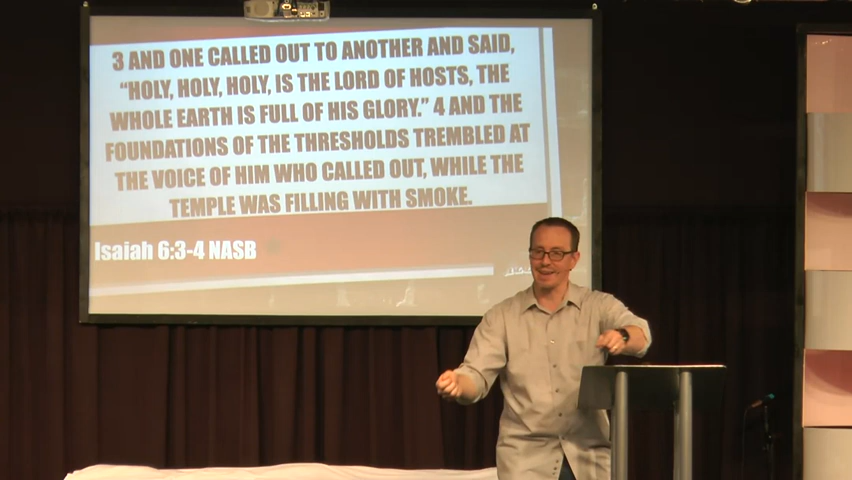 3 AND ONE CALLED OUT TO ANOTHER AND SAID,
“HOLY, HOLY, HOLY, IS THE LORD OF HOSTS, THE
WHOLE EARTH IS FULL OF HIS GLORY.” 4 AND THE
FOUNDATIONS OF THE THRESHOLDS TREMBLED AT
THE VOICE OF HIM WHO CALLED OUT, WHILE THE
TEMPLE WAS FILLING WITH SMOKE.
Isaiah 6:3-4 NASB